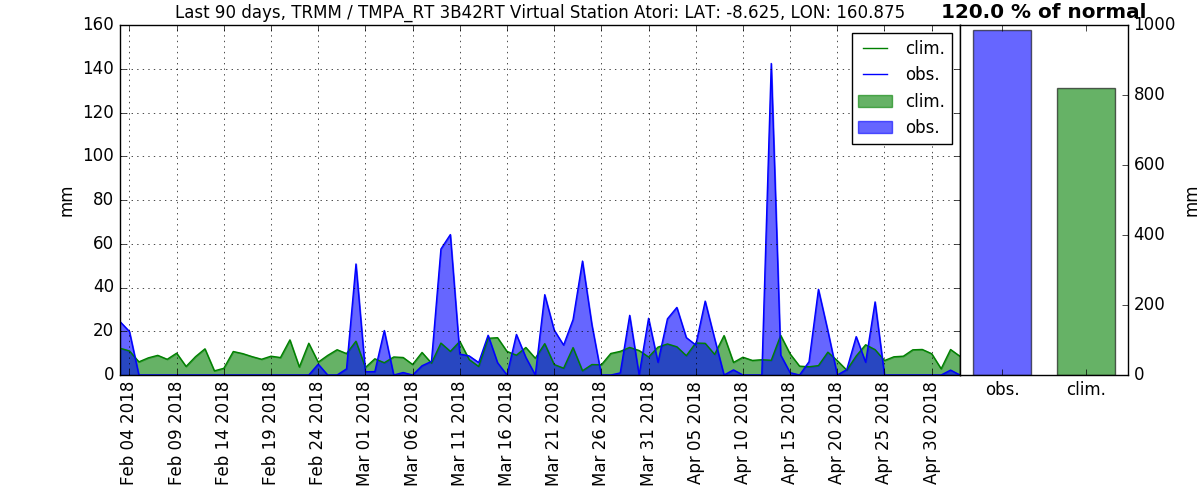 Last 90 days, TRMM / TMPA_RT 3B42RT Virtual Station Atori: LAT: -8.625, LON: 160.875
120.0 % of normal
160
140
120
100
80
60
40
20
0
mm
clim.
obs.
clim.
obs.
1000
800
600
400
200
0
mm
obs.
clim.
Feb 04 2018
Feb 09 2018
Feb 14 2018
Feb 19 2018
Feb 24 2018
Mar 01 2018
Mar 06 2018
Mar 11 2018
Mar 16 2018
Mar 21 2018
Mar 26 2018
Mar 31 2018
Apr 05 2018
Apr 10 2018
Apr 15 2018
Apr 20 2018
Apr 25 2018
Apr 30 2018